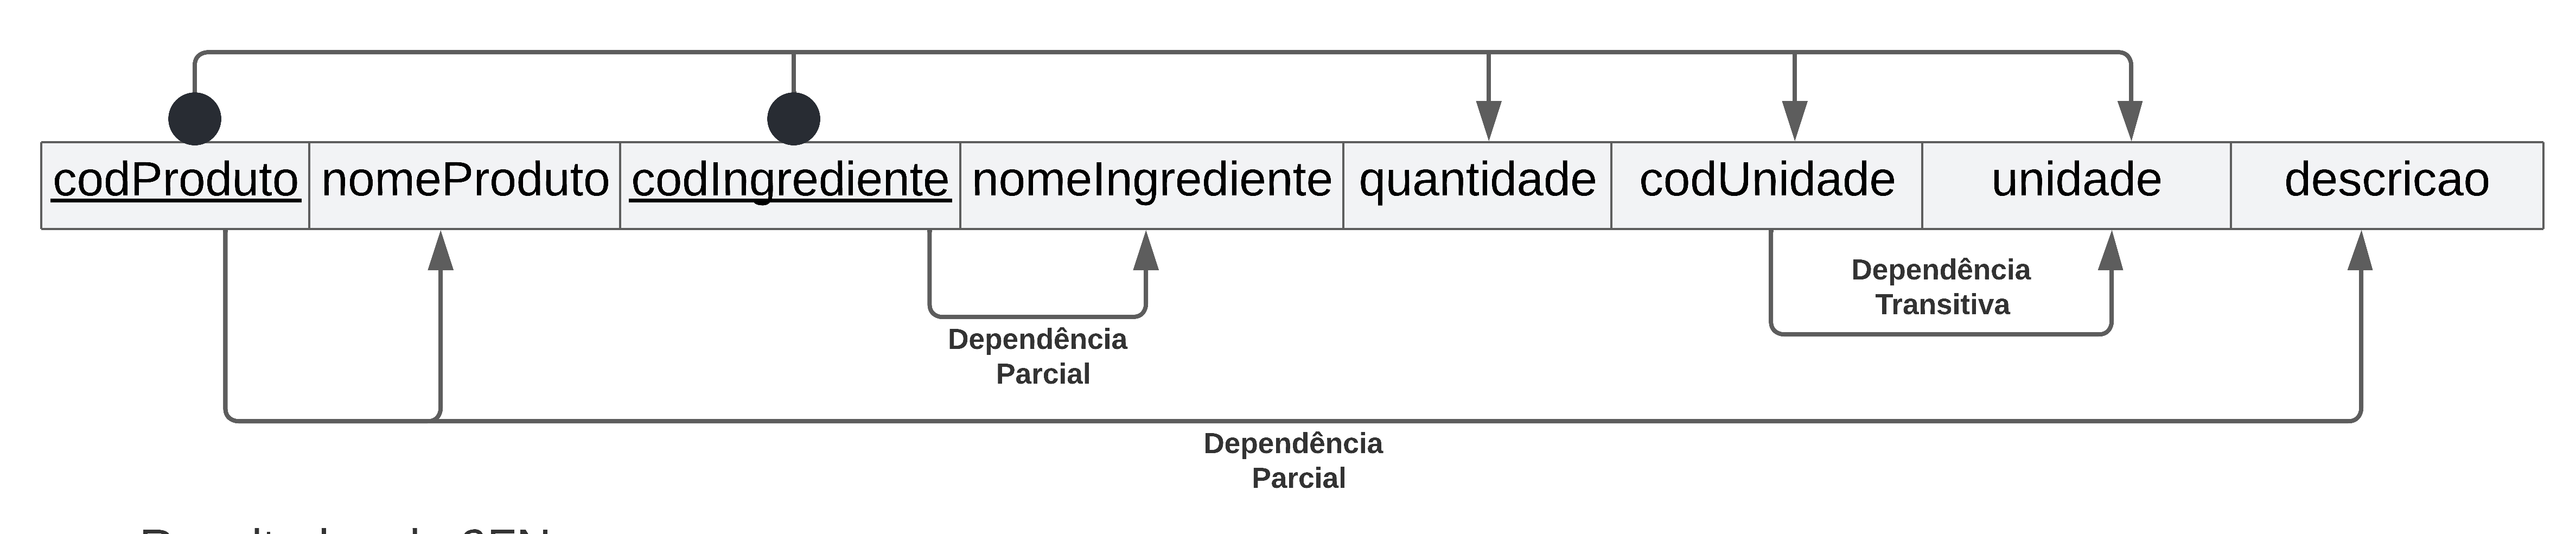 codProduto nomeProduto codIngrediente nomeIngrediente quantidade codUnidade unidade descricao
Dependência
Transitiva
Dependência
Parcial
Dependência
Parcial